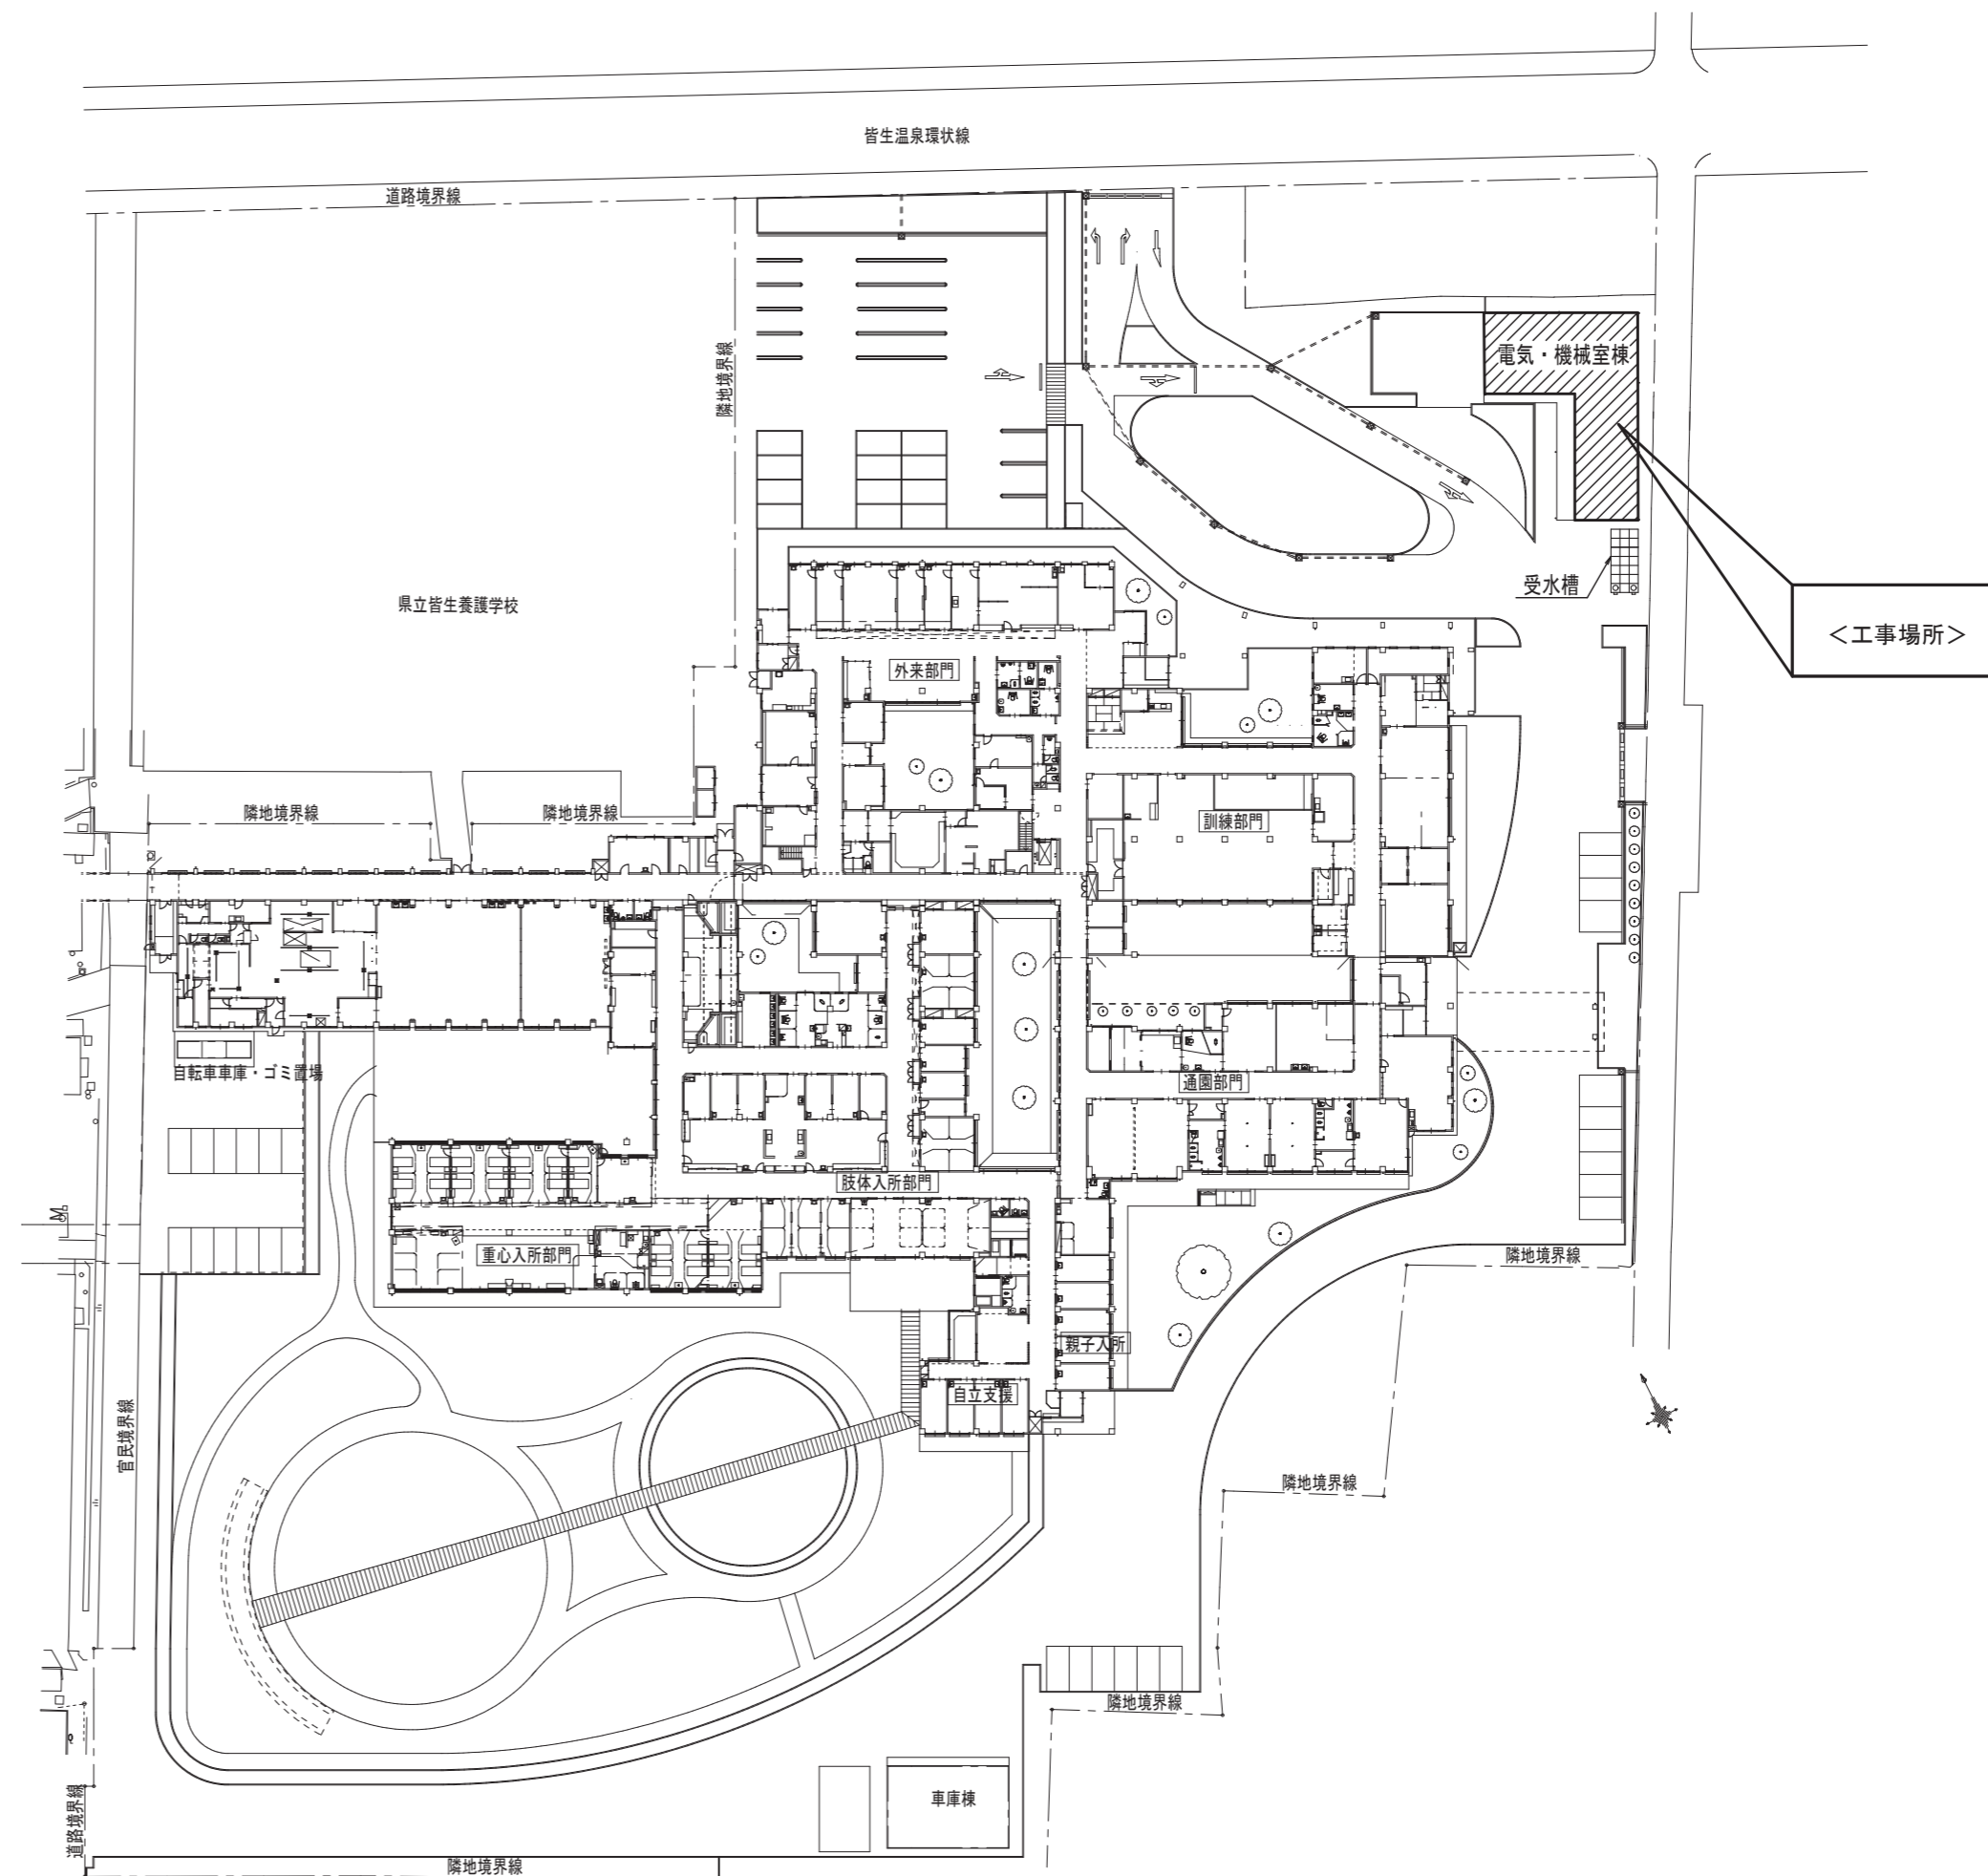 皆生温泉環状線
道路境界線
隣地境界線
電気・機械室棟
受水槽
＜工事場所＞
県立皆生養護学校
外来部門
隣地境界線
隣地境界線
訓練部門
自転車車庫・ゴミ置場
通園部門
肢体入所部門
重心入所部門
隣地境界線
親子入所
自立支援
官民境界線
隣地境界線
隣地境界線
車庫棟
道路境界線
隣地境界線
M